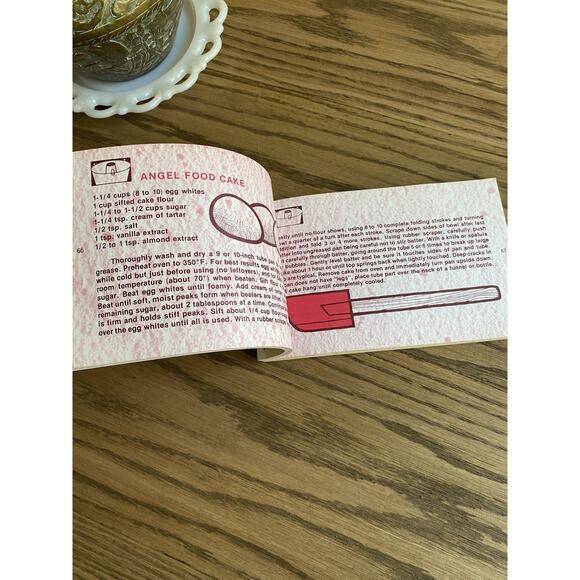 ANGEL FOOD CAKE
1-1/4 cups (8 to 10) egg whites
1 cup sifted cake flour
1-1/4 to 1-1/2 cups sugar
1-1/4 tsp. cream of tartar
1/2 tsp. salt
1 tsp. vanilla extract
1/2 to 1 tsp. almond extract
66
Thoroughly wash and dry a 9 or 10-inch tube
grease. Preheat oven to 350°F. For best results egg
while cold but just before using (no leftovers), and
room temperature (about 70°) when beaten. Sift flour
sugar. Beat egg whites until foamy. Add cream of
Beat until soft, moist peaks form when beaters are lifted.
remaining sugar, about 2 tablespoons at a time. Continue
is firm and holds stiff peaks. Sift about 1/4 cup flour
over the egg whites until all is used. With a rubber
easily until no flour shows, using 8 to 10 complete folding strokes and turning
a quarter of a turn after each stroke. Scrape down sides of bowl after last
addition and fold 3 or 4 more strokes. Using rubber scraper, carefully push
batter into ungreased pan being careful not to stir batter. With a knife or spatula
carefully through batter, going around the tube 5 or 6 times to break up large
bubbles. Gently level batter and be sure it touches sides of pan and tube.
about 1 hour or until top springs back when lightly touched. Deep cracks in
are typical. Remove cake from oven and immediately turn pan upside down.
pan does not have "legs", place tube part over the neck of a funnel or bottle.
cake hang until completely cooled.